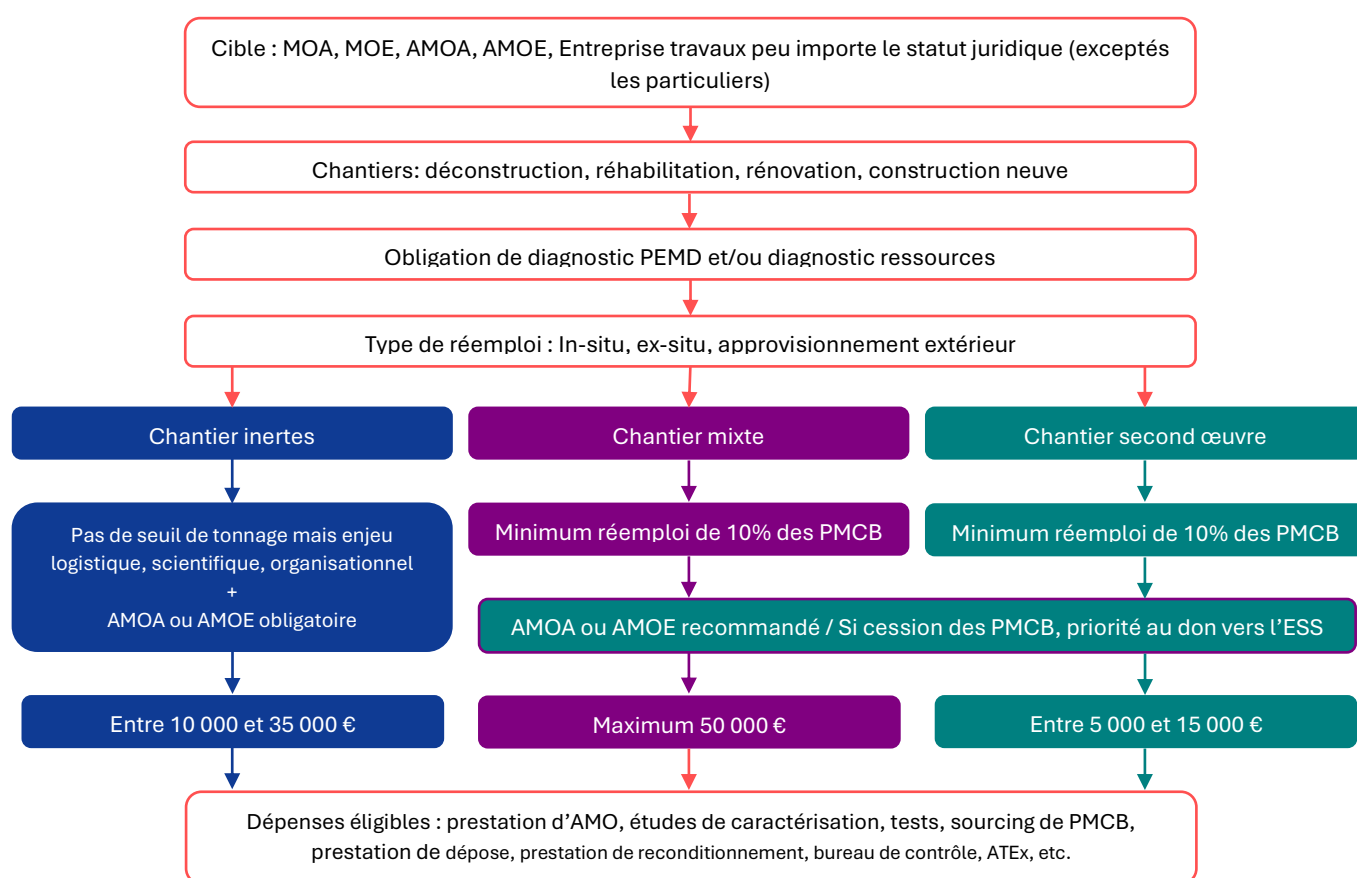 Cible : MOA, MOE, AMOA, AMOE, Entreprise travaux peu importe le statut juridique (exceptés
les particuliers)
Chantiers: déconstruction, réhabilitation, rénovation, construction neuve
Obligation de diagnostic PEMD et/ou diagnostic ressources
Type de réemploi : In-situ, ex-situ, approvisionnement extérieur
Chantier inertes
Chantier mixte
Chantier second œuvre
Pas de seuil de tonnage mais enjeu
logistique, scientifique, organisationnel
+
AMOA ou AMOE obligatoire
Minimum réemploi de 10% des PMCB
Minimum réemploi de 10% des PMCB
AMOA ou AMOE recommandé / Si cession des PMCB, priorité au don vers l’ESS
Entre 10 000 et 35 000 €
Maximum 50 000 €
Entre 5 000 et 15 000 €
Dépenses éligibles : prestation d’AMO, études de caractérisation, tests, sourcing de PMCB,
prestation de dépose, prestation de reconditionnement, bureau de contrôle, ATEx, etc.